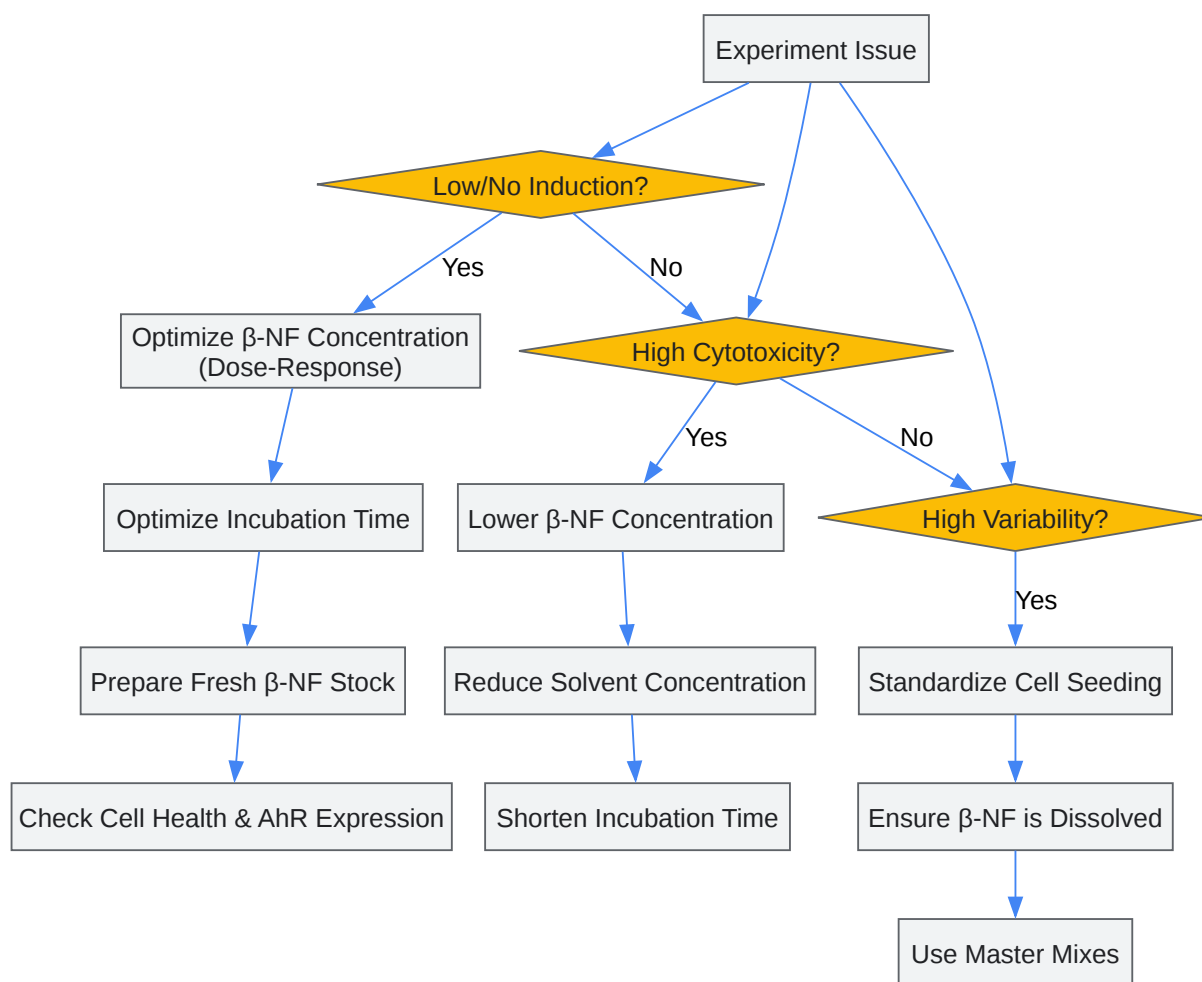 Experiment Issue
Low/No Induction?
Yes
No
Optimize β-NF Concentration
(Dose-Response)
High Cytotoxicity?
Yes
No
Optimize Incubation Time
Lower β-NF Concentration
High Variability?
Yes
Prepare Fresh β-NF Stock
Reduce Solvent Concentration
Standardize Cell Seeding
Check Cell Health & AhR Expression
Shorten Incubation Time
Ensure β-NF is Dissolved
Use Master Mixes